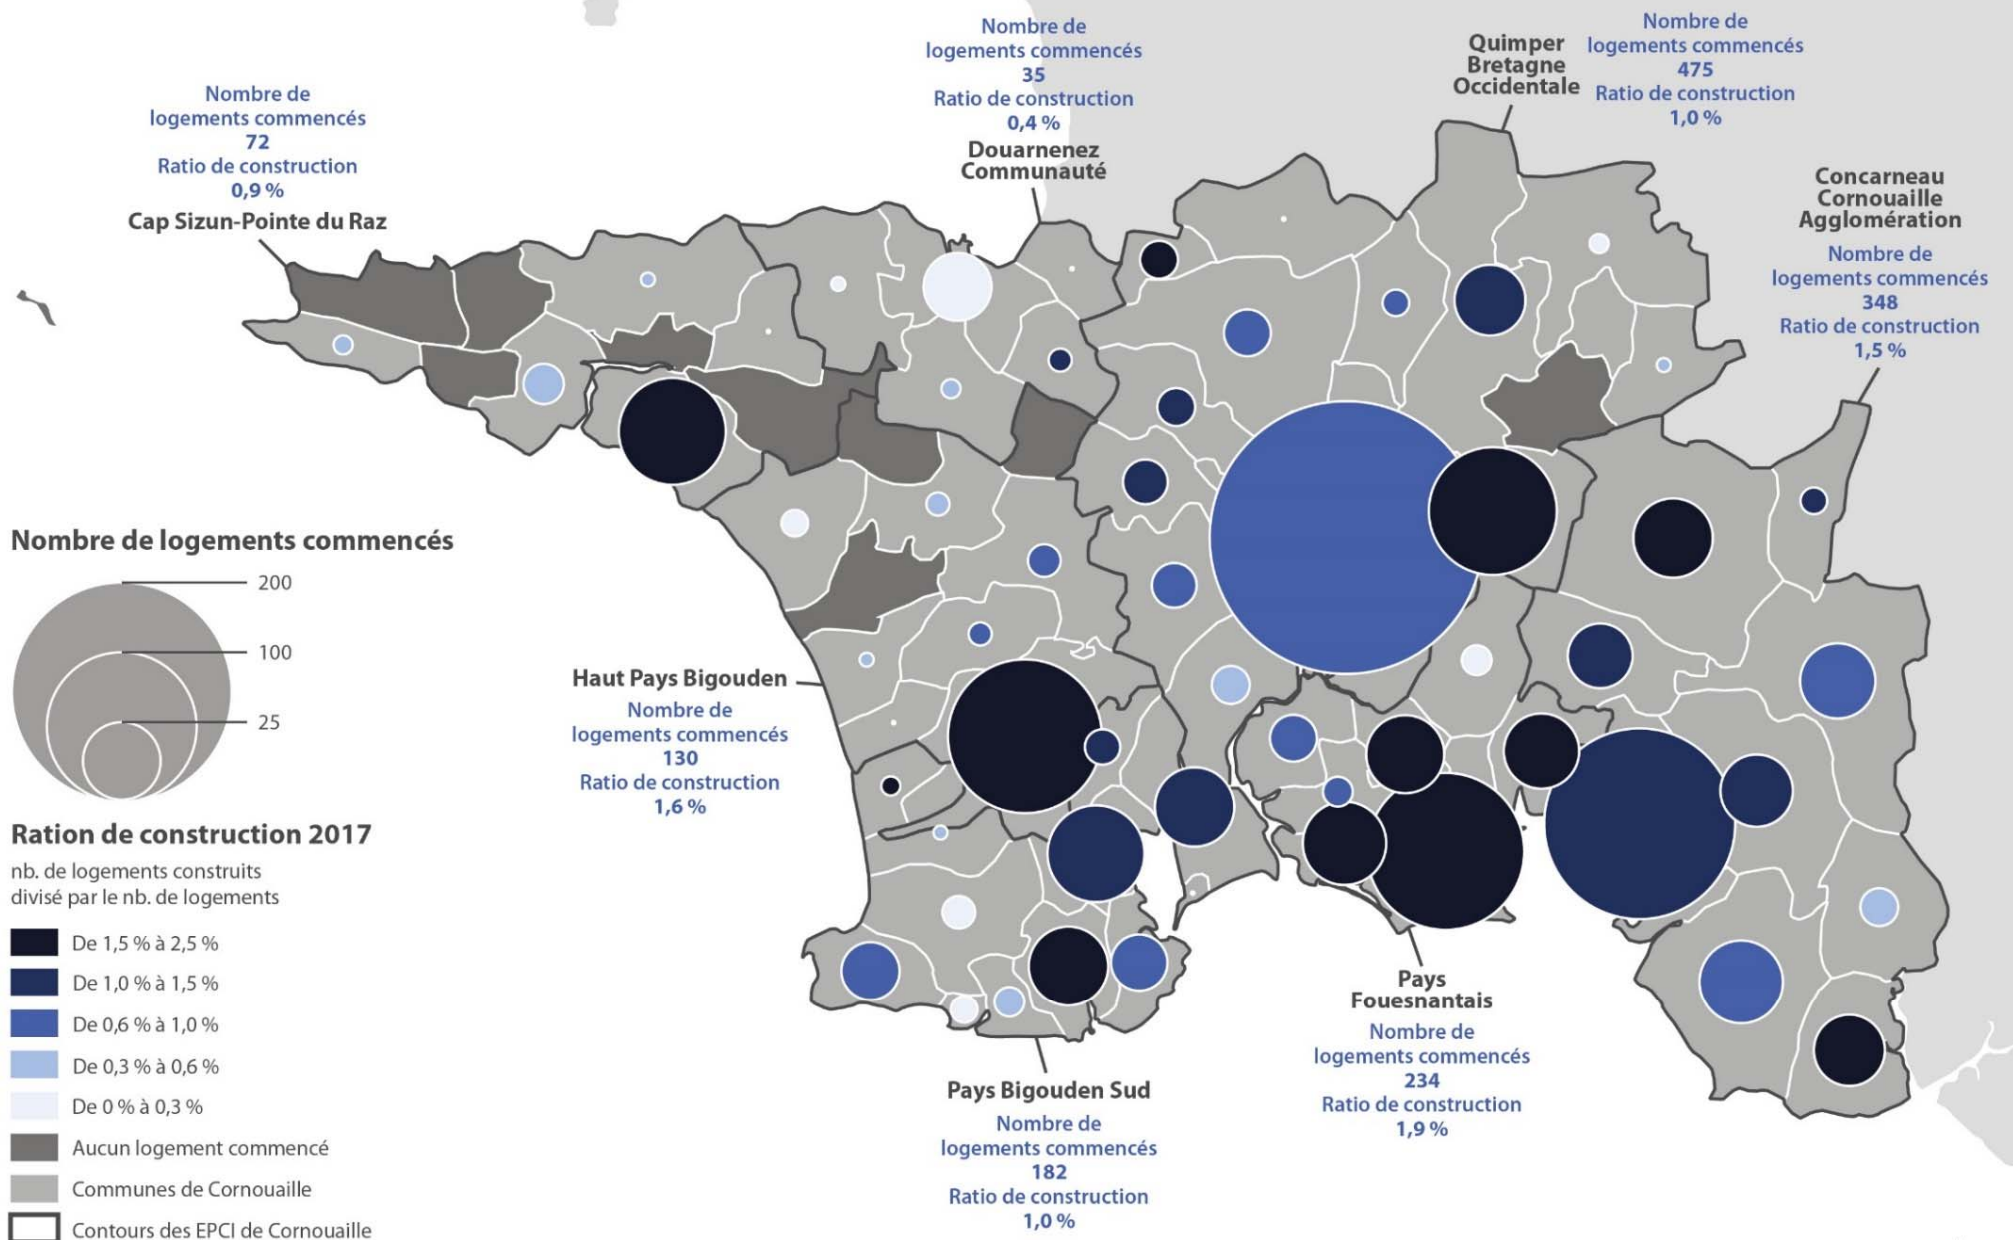 Nombre de
logements commencés
72
Ratio de construction
0,9 %
Cap Sizun-Pointe du Raz
Nombre de
logements commencés
35
Ratio de construction
0,4 %
Douarnenez
Communauté
Quimper
Bretagne
Occidentale
Nombre de
logements commencés
475
Ratio de construction
1,0 %
Concarneau
Cornouaille
Agglomération
Nombre de
logements commencés
348
Ratio de construction
1,5 %
Haut Pays Bigouden
Nombre de
logements commencés
130
Ratio de construction
1,6 %
Pays Bigouden Sud
Nombre de
logements commencés
182
Ratio de construction
1,0 %
Pays
Fouesnantais
Nombre de
logements commencés
234
Ratio de construction
1,9 %
Nombre de logements commencés
200
100
25
Ration de construction 2017
nb. de logements construits
divisé par le nb. de logements
De 1,5 % à 2,5 %
De 1,0 % à 1,5 %
De 0,6 % à 1,0 %
De 0,3 % à 0,6 %
De 0 % à 0,3 %
Aucun logement commencé
Communes de Cornouaille
Contours des EPCI de Cornouaille